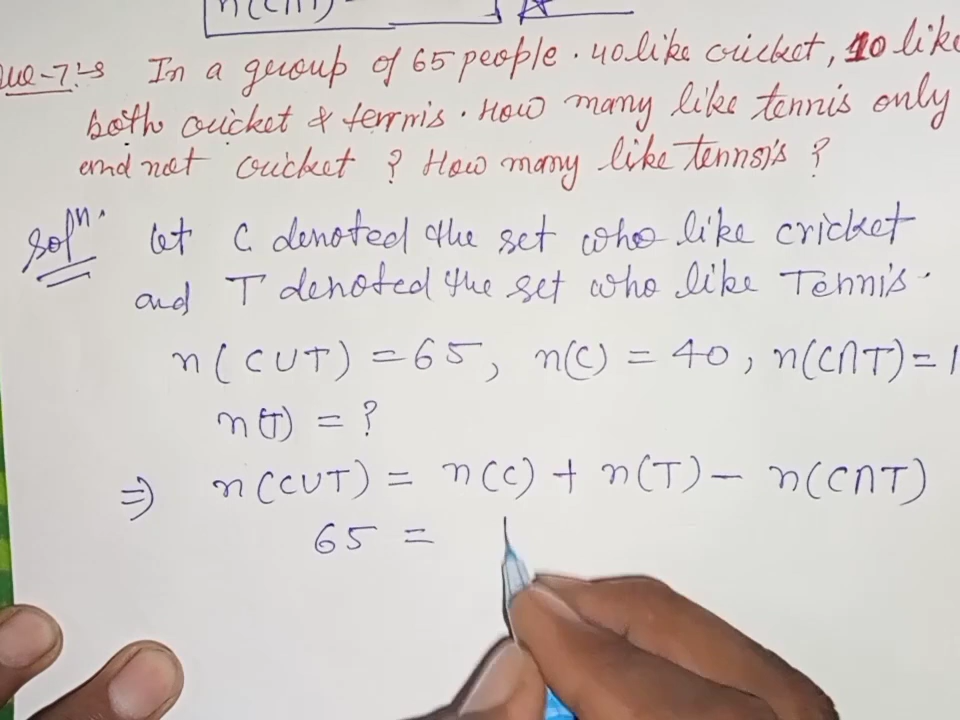 n(C∩T)
Que-7:-> In a group of 65 people. 40 like cricket, 10 like
both cricket & tennis. How many like tennis only
and not cricket ? How many like tennsis ?
Solⁿ. let C denoted the set who like cricket
and T denoted the set who like Tennis.
n(C∪T) = 65, n(C) = 40, n(C∩T) = 1
n(T) = ?
⇒ n(C∪T) = n(C) + n(T) - n(C∩T)
65 =